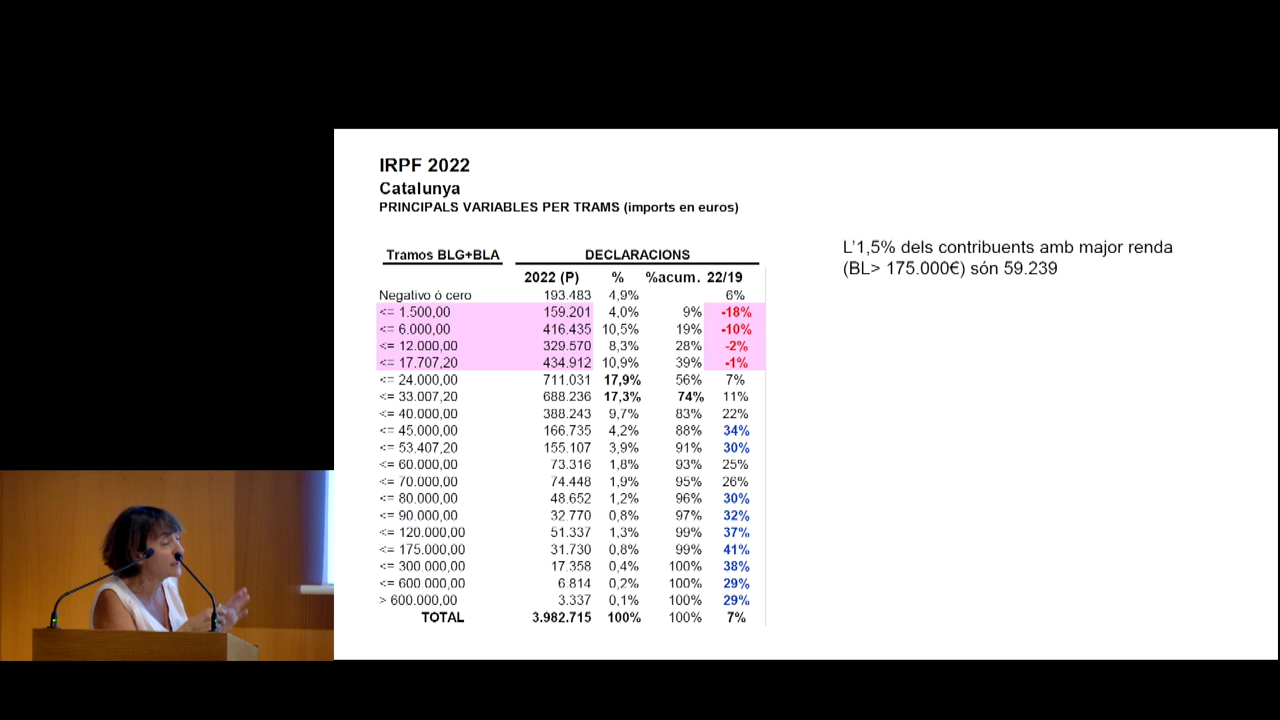 IRPF 2022
Catalunya
PRINCIPALS VARIABLES PER TRAMS (imports en euros)
Tramos BLG+BLA DECLARACIONS
2022 (P) % %acum. 22/19
Negativo ó cero 193.483 4,9% 6%
<= 1.500,00 159.201 4,0% 9% -18%
<= 6.000,00 416.435 10,5% 19% -10%
<= 12.000,00 329.570 8,3% 28% -2%
<= 17.707,20 434.912 10,9% 39% -1%
<= 24.000,00 711.031 17,9% 56% 7%
<= 33.007,20 688.236 17,3% 74% 11%
<= 40.000,00 388.243 9,7% 83% 22%
<= 45.000,00 166.735 4,2% 88% 34%
<= 53.407,20 155.107 3,9% 91% 30%
<= 60.000,00 73.316 1,8% 93% 25%
<= 70.000,00 74.448 1,9% 95% 26%
<= 80.000,00 48.652 1,2% 96% 30%
<= 90.000,00 32.770 0,8% 97% 32%
<= 120.000,00 51.337 1,3% 99% 37%
<= 175.000,00 31.730 0,8% 99% 41%
<= 300.000,00 17.358 0,4% 100% 38%
<= 600.000,00 6.814 0,2% 100% 29%
> 600.000,00 3.337 0,1% 100% 29%
TOTAL 3.982.715 100% 100% 7%
L'1,5% dels contribuents amb major renda
(BL> 175.000€) són 59.239